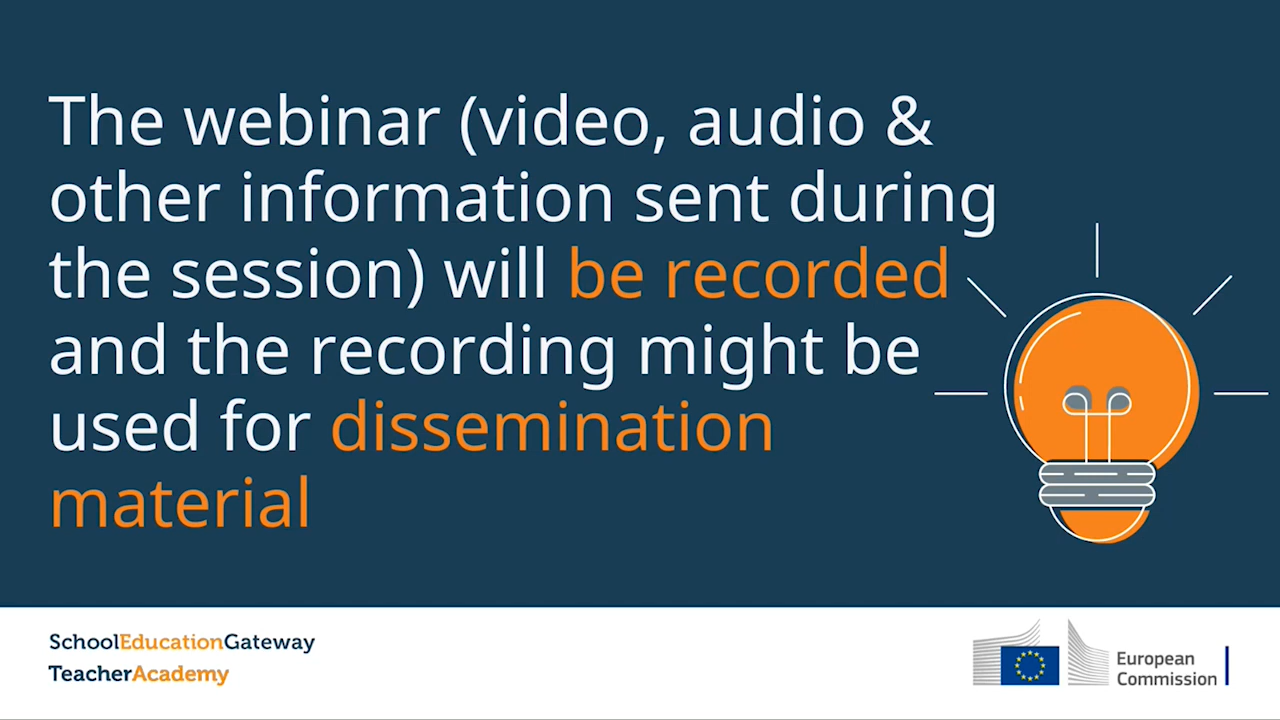 The webinar (video, audio &
other information sent during
the session) will be recorded
and the recording might be
used for dissemination
material
SchoolEducationGateway
TeacherAcademy
European
Commission